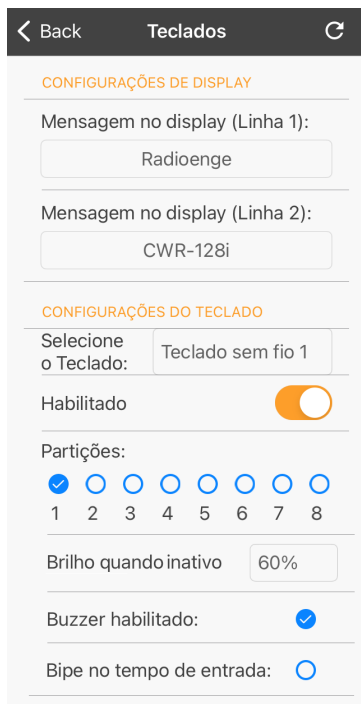 Back Teclados
CONFIGURAÇÕES DE DISPLAY
Mensagem no display (Linha 1):
Radioenge
Mensagem no display (Linha 2):
CWR-128i
CONFIGURAÇÕES DO TECLADO
Selecione
o Teclado:
Teclado sem fio 1
Habilitado
Partições:
1 2 3 4 5 6 7 8
Brilho quando inativo 60%
Buzzer habilitado:
Bipe no tempo de entrada: